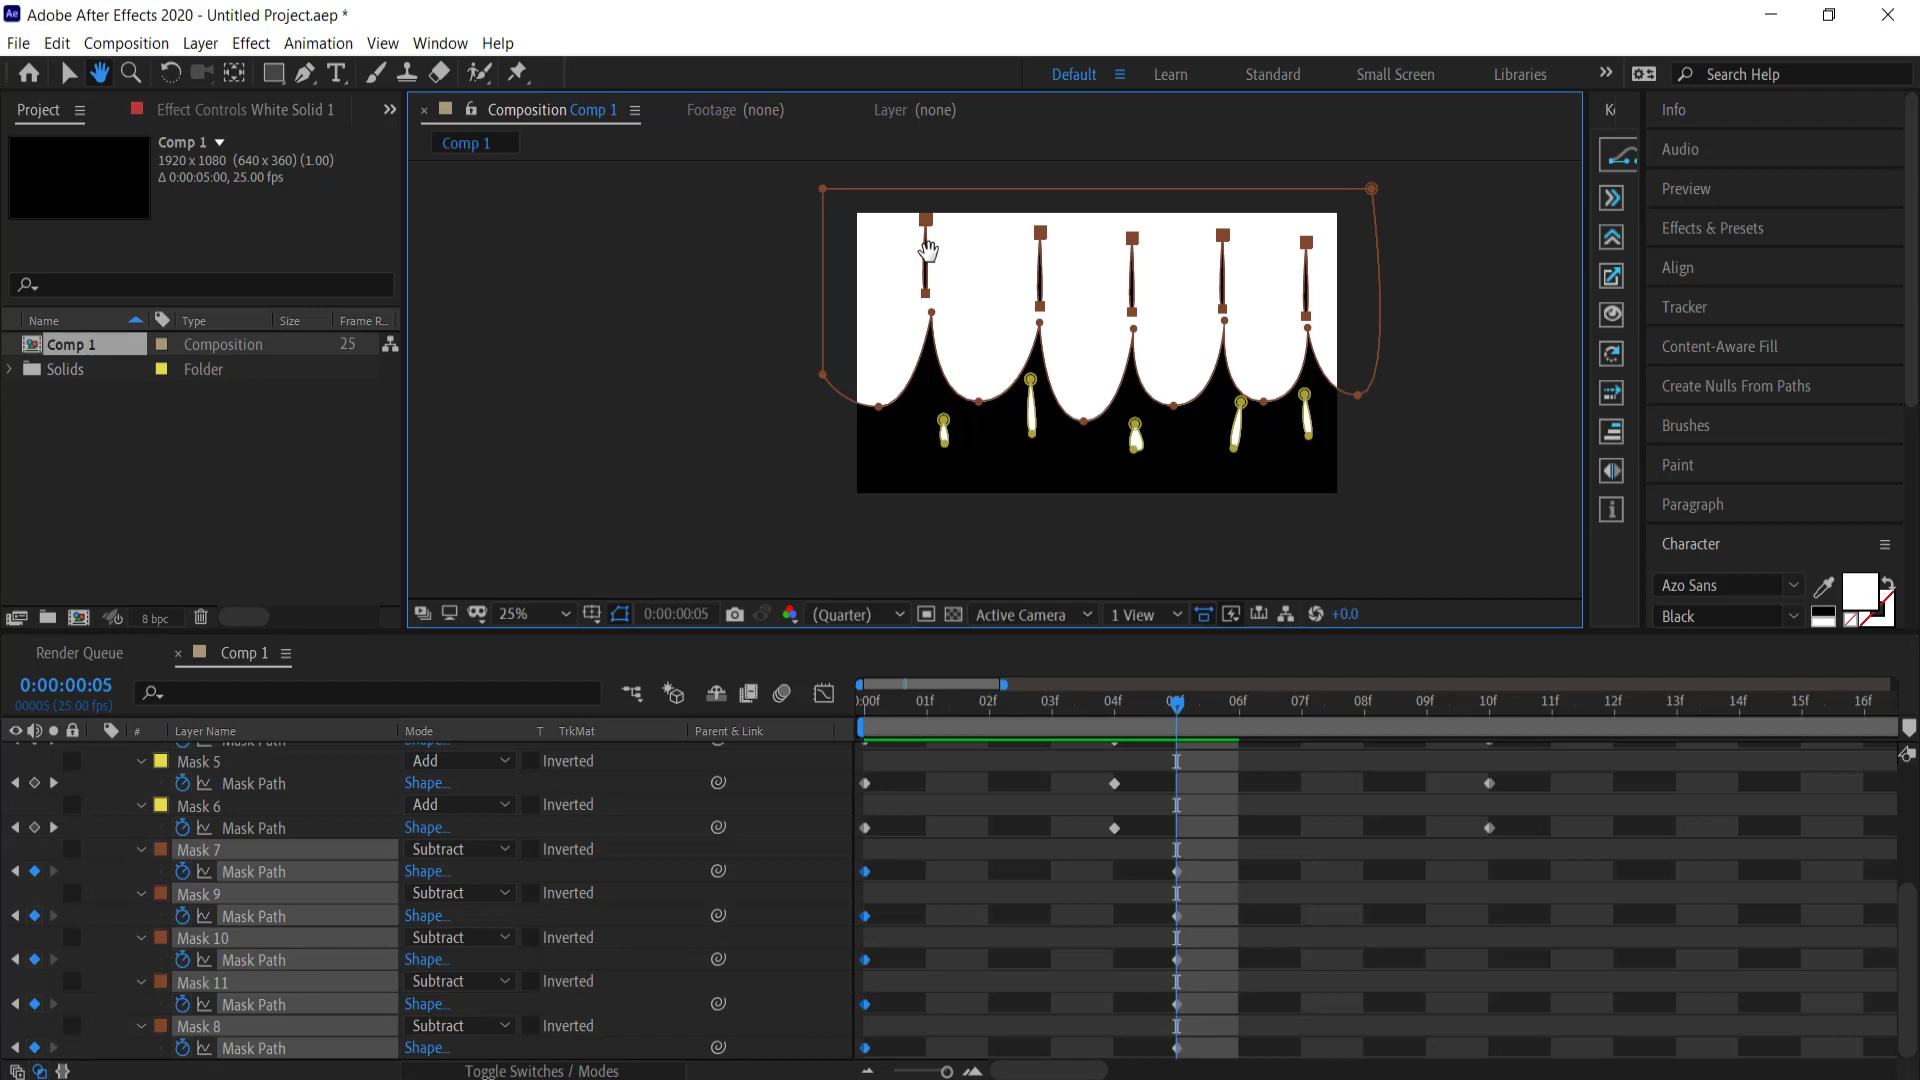 Adobe After Effects 2020 - Untitled Project.aep *
File Edit Composition Layer Effect Animation View Window Help
Default Learn Standard Small Screen Libraries Search Help
Project Effect Controls White Solid 1
Composition Comp 1 Footage (none) Layer (none)
Comp 1
Comp 1
1920 x 1080 (640 x 360) (1.00)
Δ 0:00:05:00, 25.00 fps
Name Type Size Frame R...
Comp 1 Composition 25
Solids Folder
8 bpc
25% 0:00:00:05 (Quarter) Active Camera 1 View +0.0
Info
Audio
Preview
Effects & Presets
Align
Tracker
Content-Aware Fill
Create Nulls From Paths
Brushes
Paint
Paragraph
Character
Azo Sans
Black
Render Queue Comp 1
0:00:00:05
00005 (25.00 fps)
# Layer Name Mode T TrkMat Parent & Link
:00f 01f 02f 03f 04f 06f 07f 08f 09f 10f 11f 12f 13f 14f 15f 16f
Mask 5 Add Inverted
Mask Path Shape...
Mask 6 Add Inverted
Mask Path Shape...
Mask 7 Subtract Inverted
Mask Path Shape...
Mask 9 Subtract Inverted
Mask Path Shape...
Mask 10 Subtract Inverted
Mask Path Shape...
Mask 11 Subtract Inverted
Mask Path Shape...
Mask 8 Subtract Inverted
Mask Path Shape...
Toggle Switches / Modes